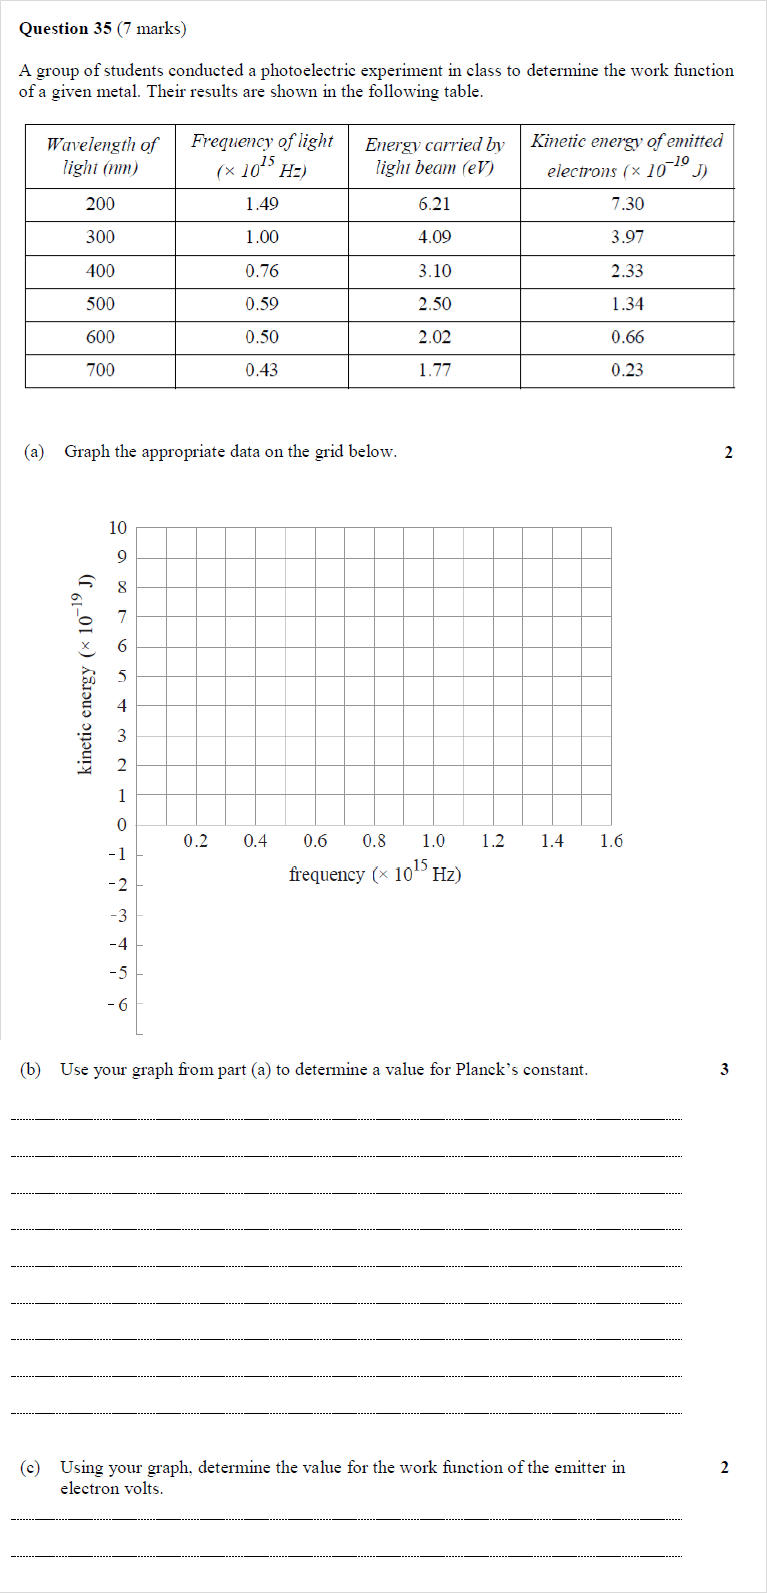 Question 35 (7 marks)
A group of students conducted a photoelectric experiment in class to determine the work function
of a given metal. Their results are shown in the following table.
Wavelength of light (nm) Frequency of light (× 10^15 Hz) Energy carried by light beam (eV) Kinetic energy of emitted electrons (× 10^−19 J)
200 1.49 6.21 7.30
300 1.00 4.09 3.97
400 0.76 3.10 2.33
500 0.59 2.50 1.34
600 0.50 2.02 0.66
700 0.43 1.77 0.23
(a) Graph the appropriate data on the grid below. 2
kinetic energy (× 10^−19 J)
10
9
8
7
6
5
4
3
2
1
0
0.2 0.4 0.6 0.8 1.0 1.2 1.4 1.6
-1
frequency (× 10^15 Hz)
-2
-3
-4
-5
-6
(b) Use your graph from part (a) to determine a value for Planck's constant. 3
(c) Using your graph, determine the value for the work function of the emitter in 2
electron volts.